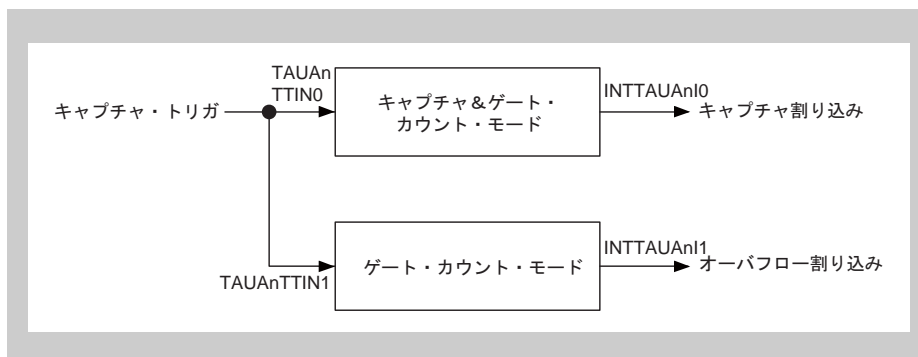 TAUAn
TTIN0
キャプチャ・トリガ
キャプチャ＆ゲート・
カウント・モード
INTTAUAnI0
キャプチャ割り込み
TAUAnTTIN1
ゲート・カウント・モード
INTTAUAnI1
オーバフロー割り込み